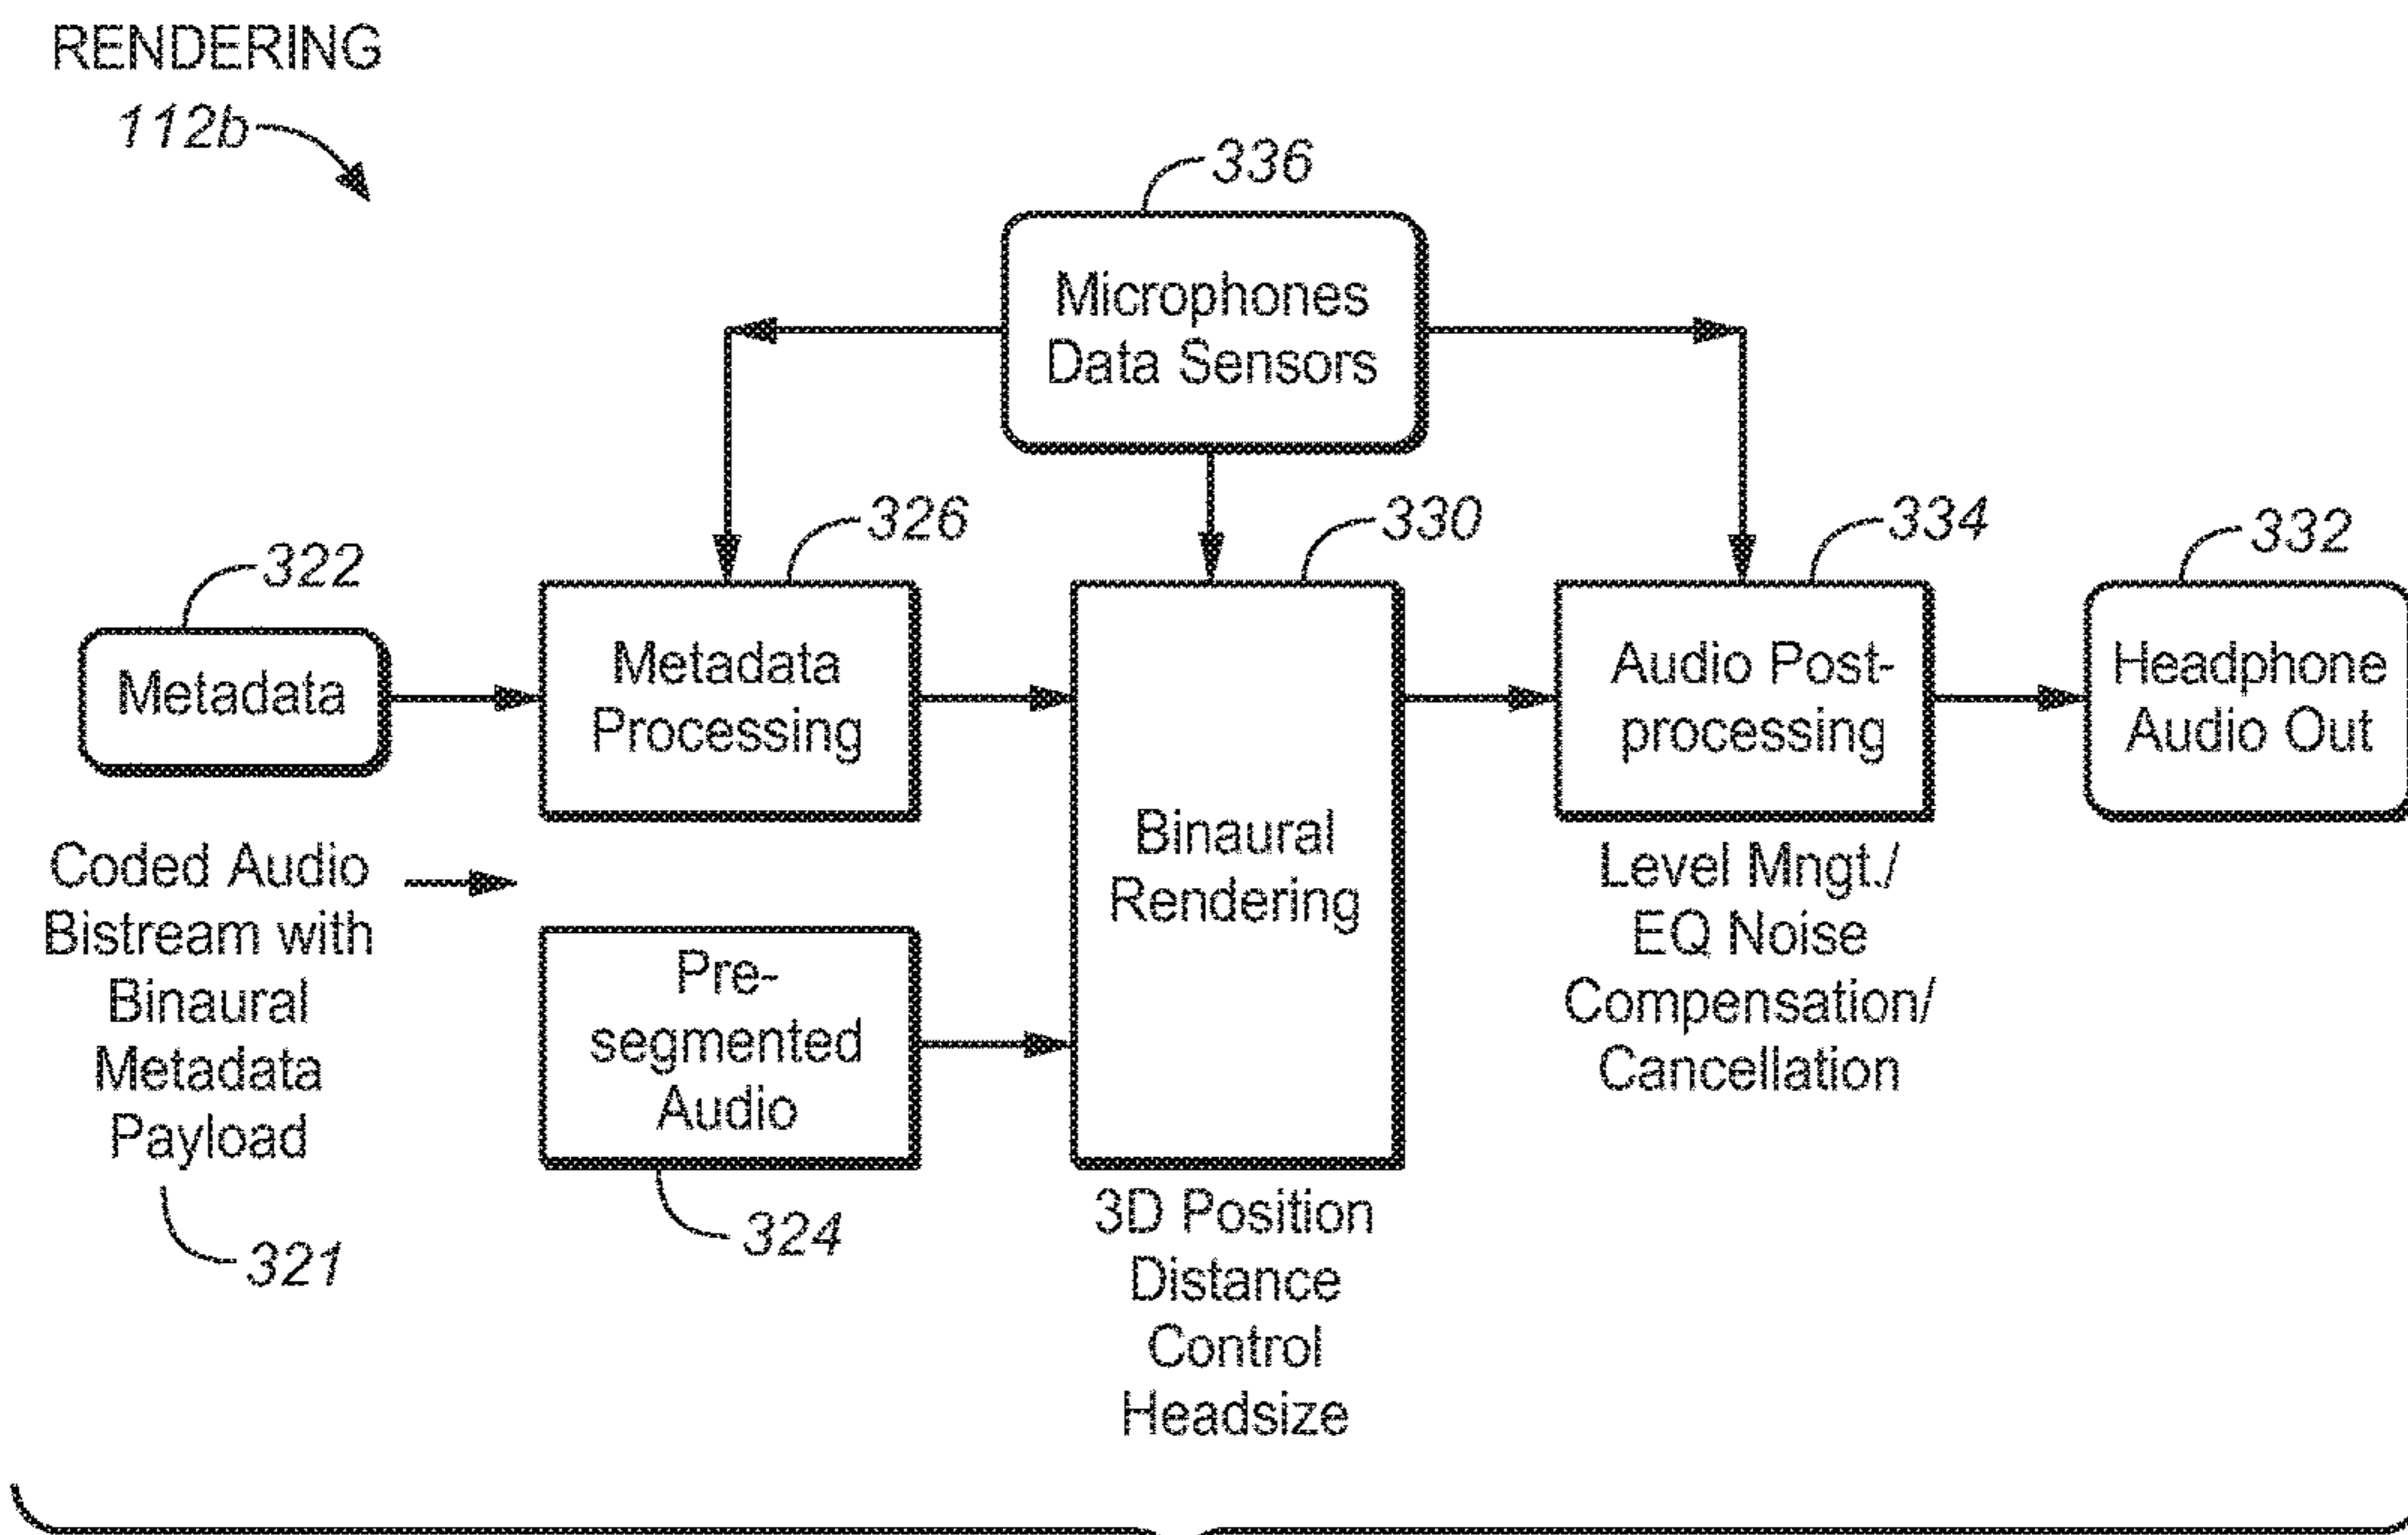 RENDERING
112b
336
Microphones
Data Sensors
322
326
330
334
332
Metadata
Metadata
Processing
Audio Post-
processing
Headphone
Audio Out
Coded Audio
Bistream with
Binaural
Metadata
Payload
321
Pre-
segmented
Audio
324
Binaural
Rendering
3D Position
Distance
Control
Headsize
Level Mngt./
EQ Noise
Compensation/
Cancellation